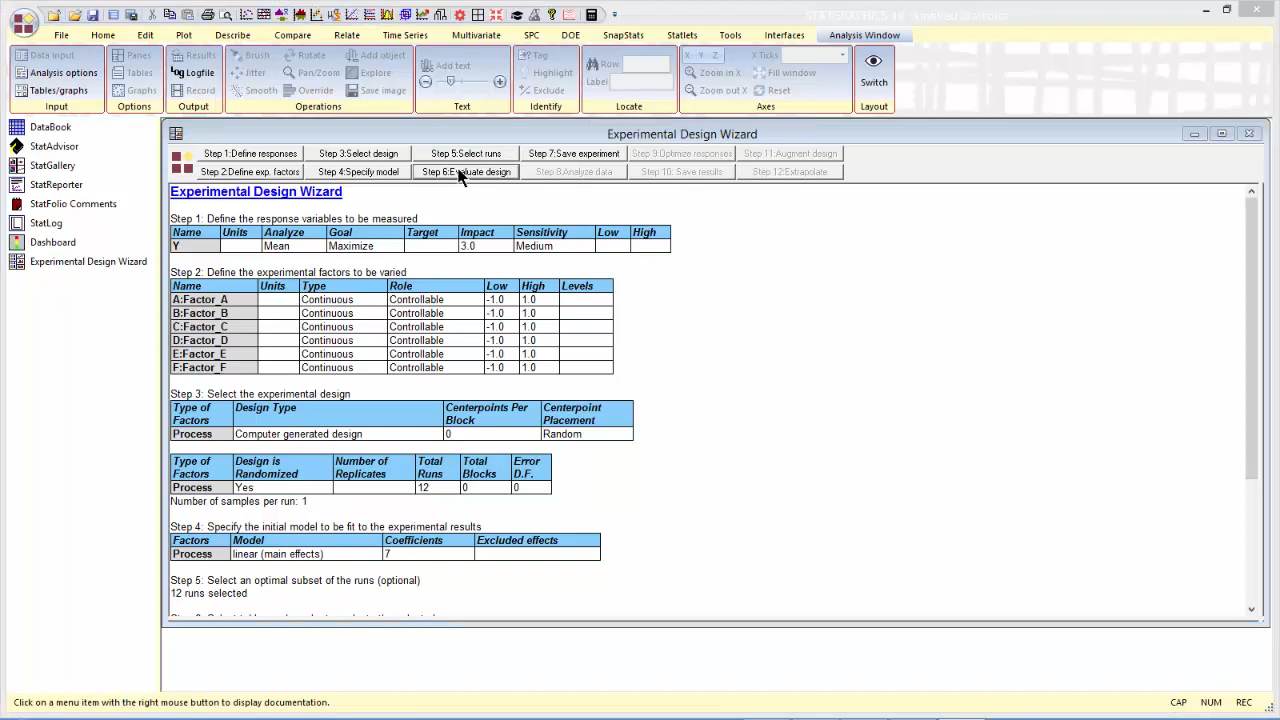 STATGRAPHICS 19 - Untitled StatFolio
File Home Edit Plot Describe Compare Relate Time Series Multivariate SPC DOE SnapStats Statlets Tools Interfaces Analysis Window
Data input Panes Results Brush Rotate Add object Add text Tag Row X Y Z X Ticks
Analysis options Tables Logfile Jitter Pan/Zoom Explore Highlight Label Zoom in X Fill window Switch
Tables/graphs Graphs Record Smooth Override Save image Exclude Zoom out X Reset
Input Options Output Operations Text Identify Locate Axes Layout
DataBook
StatAdvisor
StatGallery
StatReporter
StatFolio Comments
StatLog
Dashboard
Experimental Design Wizard
Experimental Design Wizard
Step 1:Define responses Step 3:Select design Step 5:Select runs Step 7:Save experiment Step 9:Optimize responses Step 11:Augment design
Step 2:Define exp. factors Step 4:Specify model Step 6:Evaluate design Step 8:Analyze data Step 10: Save results Step 12:Extrapolate
Experimental Design Wizard
Step 1: Define the response variables to be measured
Name Units Analyze Goal Target Impact Sensitivity Low High
Y Mean Maximize 3.0 Medium
Step 2: Define the experimental factors to be varied
Name Units Type Role Low High Levels
A:Factor_A Continuous Controllable -1.0 1.0
B:Factor_B Continuous Controllable -1.0 1.0
C:Factor_C Continuous Controllable -1.0 1.0
D:Factor_D Continuous Controllable -1.0 1.0
E:Factor_E Continuous Controllable -1.0 1.0
F:Factor_F Continuous Controllable -1.0 1.0
Step 3: Select the experimental design
Type of Factors Design Type Centerpoints Per Block Centerpoint Placement
Process Computer generated design 0 Random
Type of Factors Design is Randomized Number of Replicates Total Runs Total Blocks Error D.F.
Process Yes 12 0 0
Number of samples per run: 1
Step 4: Specify the initial model to be fit to the experimental results
Factors Model Coefficients Excluded effects
Process linear (main effects) 7
Step 5: Select an optimal subset of the runs (optional)
12 runs selected
Click on a menu item with the right mouse button to display documentation.
CAP NUM REC